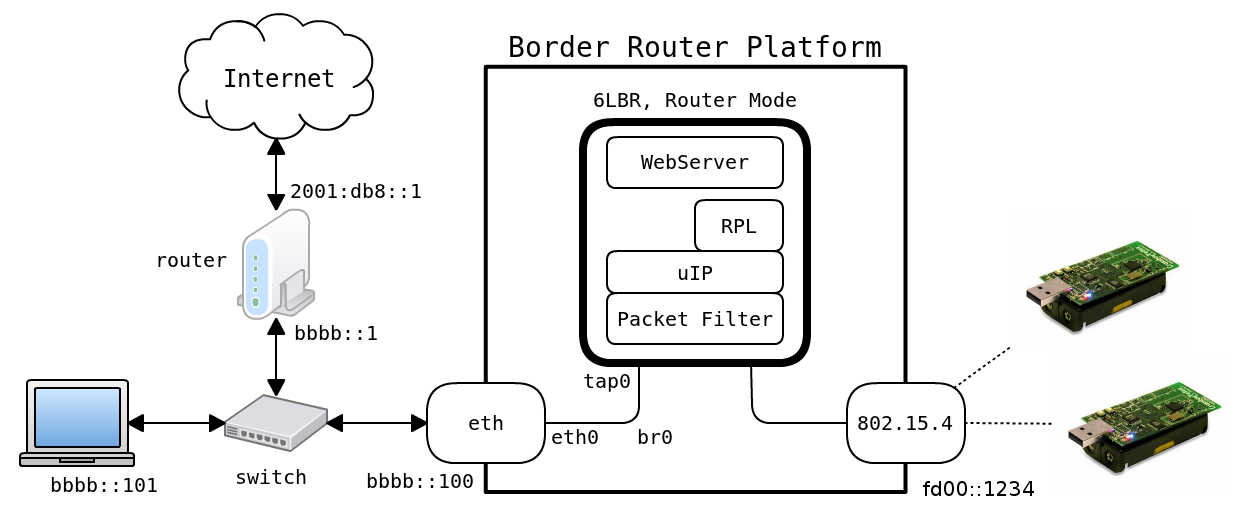 Border Router Platform
Internet
6LBR, Router Mode
WebServer
2001:db8::1
RPL
router
uIP
Packet Filter
bbbb::1
tap0
eth
802.15.4
eth0
br0
switch
bbbb::101
bbbb::100
fd00::1234